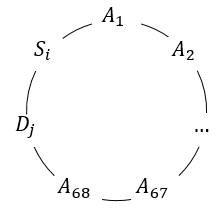 A₁
Sᵢ A₂
Dⱼ ...
A₆₈ A₆₇